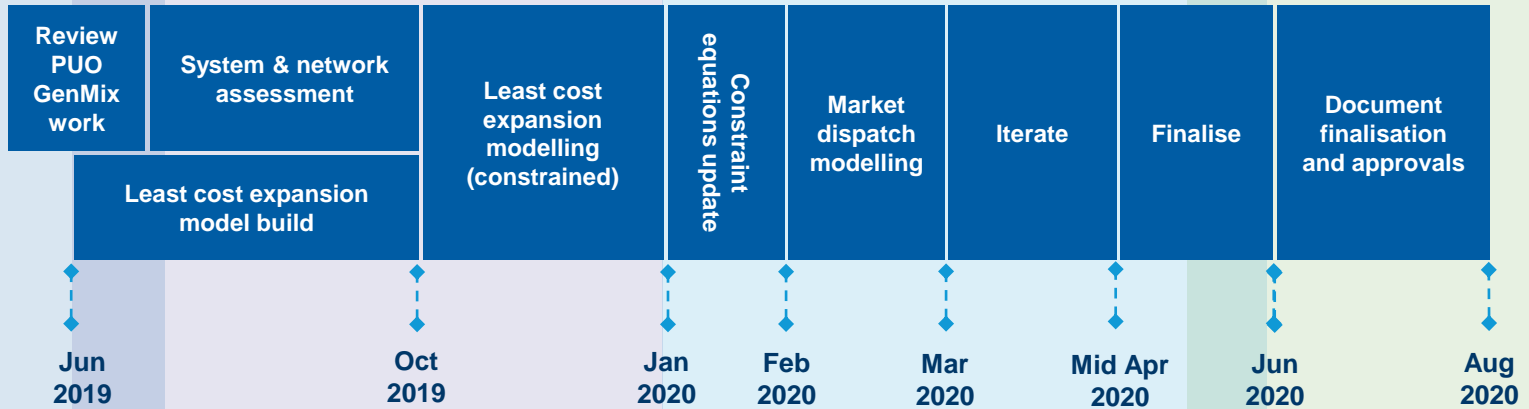 Review
PUO
GenMix
work
System & network
assessment
Least cost expansion
model build
Least cost
expansion
modelling
(constrained)
Constraint
equations update
Market
dispatch
modelling
Iterate
Finalise
Document
finalisation
and approvals
Jun
2019
Oct
2019
Jan
2020
Feb
2020
Mar
2020
Mid Apr
2020
Jun
2020
Aug
2020